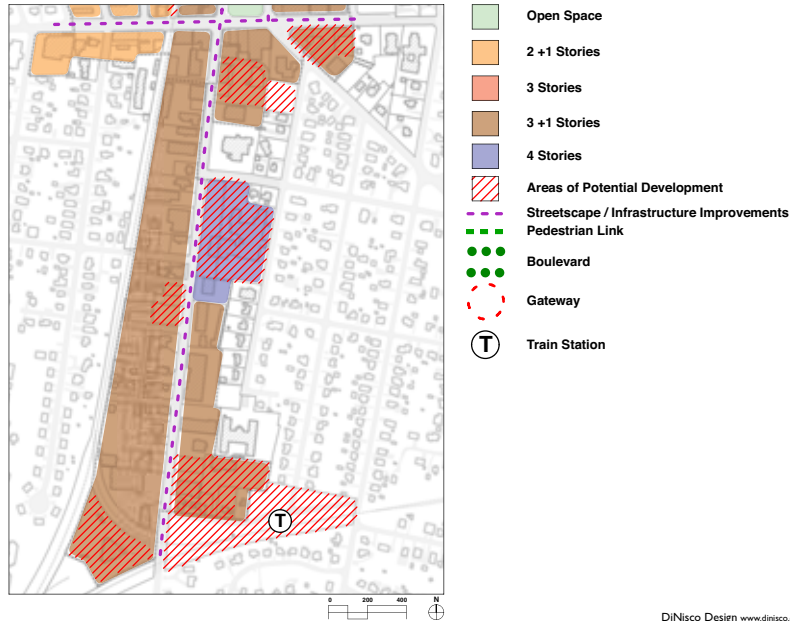 Open Space
2 +1 Stories
3 Stories
3 +1 Stories
4 Stories
Areas of Potential Development
Streetscape / Infrastructure Improvements
Pedestrian Link
Boulevard
Gateway
T Train Station
T
0 200 400 N
DiNisco Design www.dinisco.